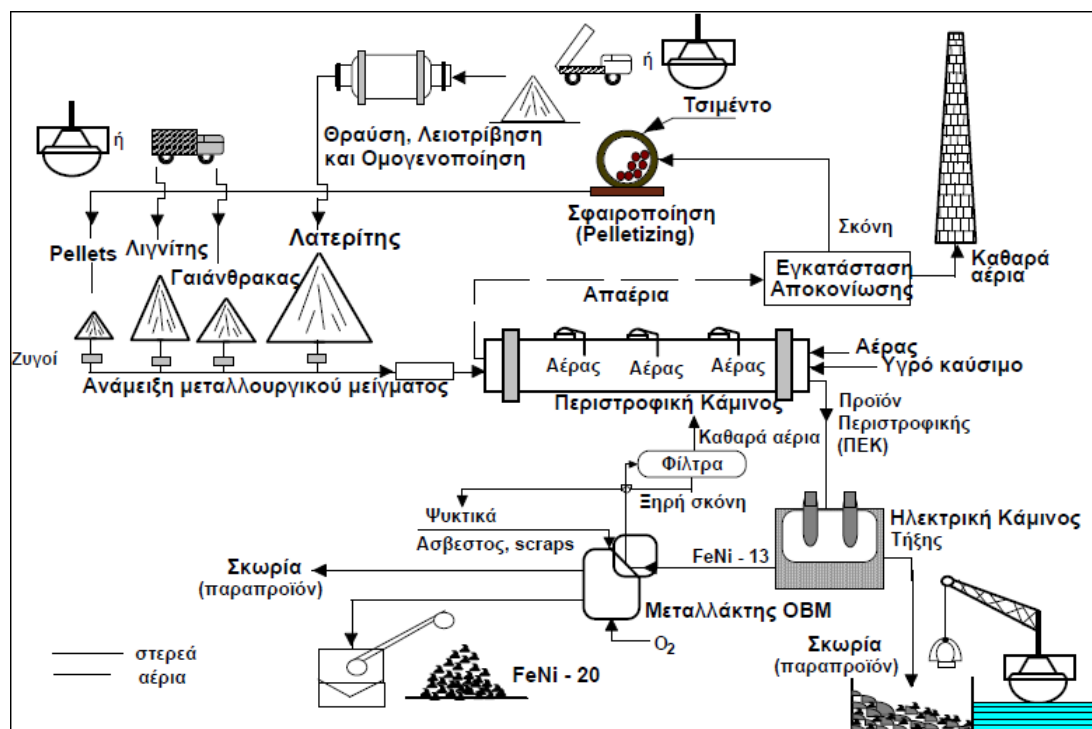 ή
Τσιμέντο
Θραύση, Λειοτρίβηση
και Ομογενοποίηση
ή
Σφαιροποίηση
(Pelletizing)
Σκόνη
Pellets
Λιγνίτης
Γαιάνθρακας
Λατερίτης
Καθαρά
αέρια
Εγκατάσταση
Αποκονίωσης
Απαέρια
Ζυγοί
Αέρας
Αέρας
Αέρας
Αέρας
Υγρό καύσιμο
Ανάμειξη μεταλλουργικού μείγματος
Περιστροφική Κάμινος
Προϊόν
Περιστροφικής
(ΠΕΚ)
Καθαρά αέρια
Φίλτρα
Ξηρή σκόνη
Ψυκτικά
Ασβεστος, scraps
Ηλεκτρική Κάμινος
Τήξης
FeNi - 13
Σκωρία
(παραπροϊόν)
Μεταλλάκτης OBM
O2
Σκωρία
(παραπροϊόν)
στερεά
αέρια
FeNi - 20